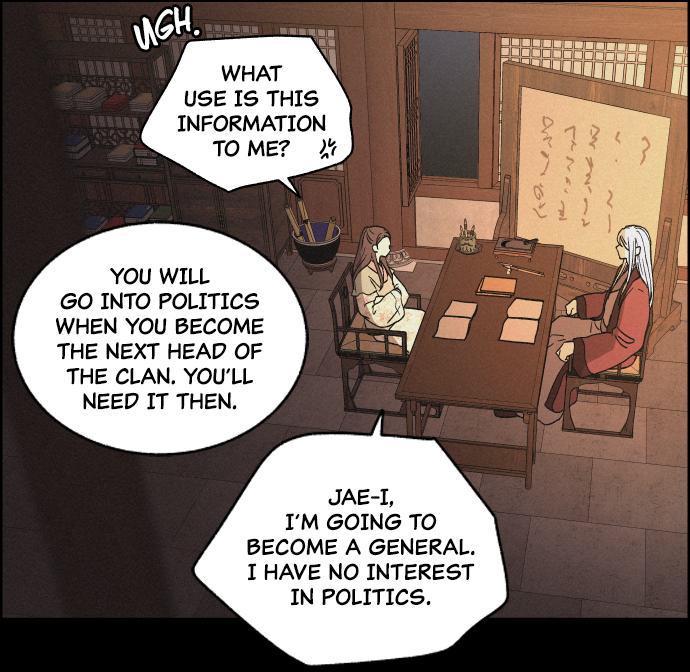 UGH.
WHAT
USE IS THIS
INFORMATION
TO ME?
YOU WILL
GO INTO POLITICS
WHEN YOU BECOME
THE NEXT HEAD OF
THE CLAN. YOU'LL
NEED IT THEN.
JAE-I,
I'M GOING TO
BECOME A GENERAL.
I HAVE NO INTEREST
IN POLITICS.